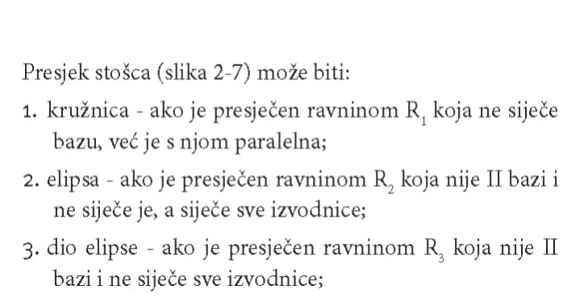 Presjek stošca (slika 2-7) može biti:
1. kružnica - ako je presječen ravninom R₁ koja ne siječe
bazu, već je s njom paralelna;
2. elipsa - ako je presječen ravninom R₂ koja nije II bazi i
ne siječe je, a siječe sve izvodnice;
3. dio elipse - ako je presječen ravninom R₃ koja nije II
bazi i ne siječe sve izvodnice;